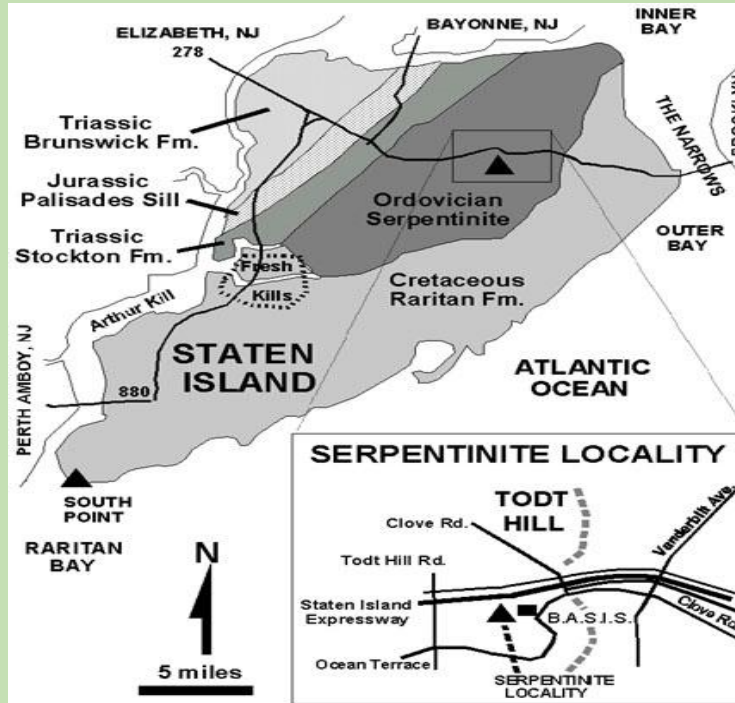 ELIZABETH, NJ
278
BAYONNE, NJ
INNER
BAY
Triassic
Brunswick Fm.
Jurassic
Palisades Sill
Triassic
Stockton Fm.
THE NARROWS
Ordovician
Serpentinite
OUTER
BAY
Fresh
Kills
Cretaceous
Raritan Fm.
Arthur Kill
PERTH AMBOY, NJ
STATEN
ISLAND
880
ATLANTIC
OCEAN
SOUTH
POINT
RARITAN
BAY
N
5 miles
SERPENTINITE LOCALITY
TODT
HILL
Clove Rd.
Vanderbilt Ave.
Todt Hill Rd.
Staten Island
Expressway
B.A.S.I.S.
Clove Rd
Ocean Terrace
SERPENTINITE
LOCALITY